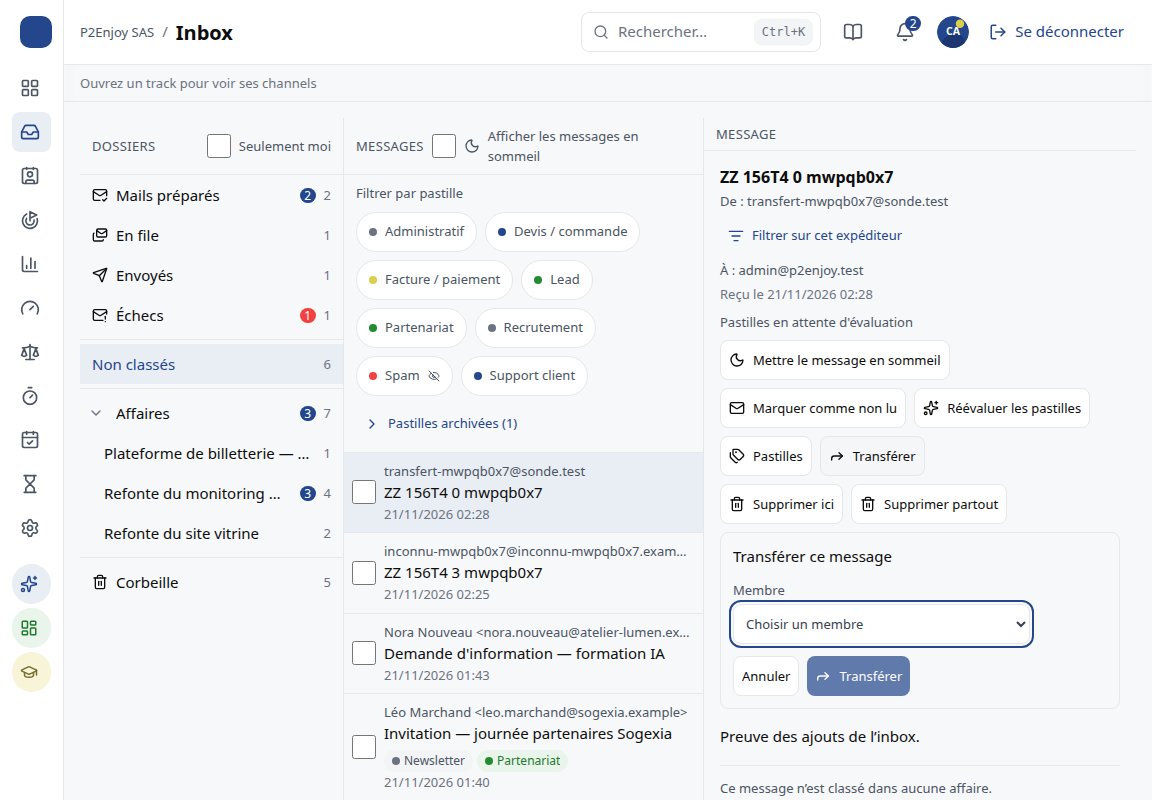 P2Enjoy SAS / Inbox
Rechercher... Ctrl+K
2
CA
Se déconnecter
Ouvrez un track pour voir ses channels
DOSSIERS
Seulement moi
Mails préparés 2 2
En file 1
Envoyés 1
Échecs 1 1
Non classés 6
Affaires 3 7
Plateforme de billetterie — ... 1
Refonte du monitoring ... 3 4
Refonte du site vitrine 2
Corbeille 5
MESSAGES
Afficher les messages en
sommeil
Filtrer par pastille
Administratif
Devis / commande
Facture / paiement
Lead
Partenariat
Recrutement
Spam
Support client
Pastilles archivées (1)
transfert-mwpqb0x7@sonde.test
ZZ 156T4 0 mwpqb0x7
21/11/2026 02:28
inconnu-mwpqb0x7@inconnu-mwpqb0x7.exam...
ZZ 156T4 3 mwpqb0x7
21/11/2026 02:25
Nora Nouveau <nora.nouveau@atelier-lumen.ex...
Demande d'information — formation IA
21/11/2026 01:43
Léo Marchand <leo.marchand@sogexia.example>
Invitation — journée partenaires Sogexia
Newsletter
Partenariat
21/11/2026 01:40
MESSAGE
ZZ 156T4 0 mwpqb0x7
De : transfert-mwpqb0x7@sonde.test
Filtrer sur cet expéditeur
À : admin@p2enjoy.test
Reçu le 21/11/2026 02:28
Pastilles en attente d'évaluation
Mettre le message en sommeil
Marquer comme non lu
Réévaluer les pastilles
Pastilles
Transférer
Supprimer ici
Supprimer partout
Transférer ce message
Membre
Choisir un membre
Annuler
Transférer
Preuve des ajouts de l’inbox.
Ce message n’est classé dans aucune affaire.